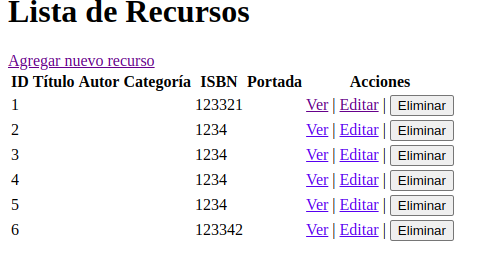 Lista de Recursos
Agregar nuevo recurso
ID Título Autor Categoría ISBN Portada Acciones
1 123321 Ver | Editar | Eliminar
2 1234 Ver | Editar | Eliminar
3 1234 Ver | Editar | Eliminar
4 1234 Ver | Editar | Eliminar
5 1234 Ver | Editar | Eliminar
6 123342 Ver | Editar | Eliminar